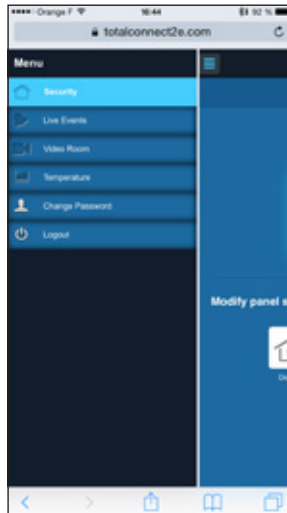 Orange F 16:44 92 %
totalconnect2e.com
Menu
Security
Live Events
Video Room
Temperature
Change Password
Logout
Modify panel s